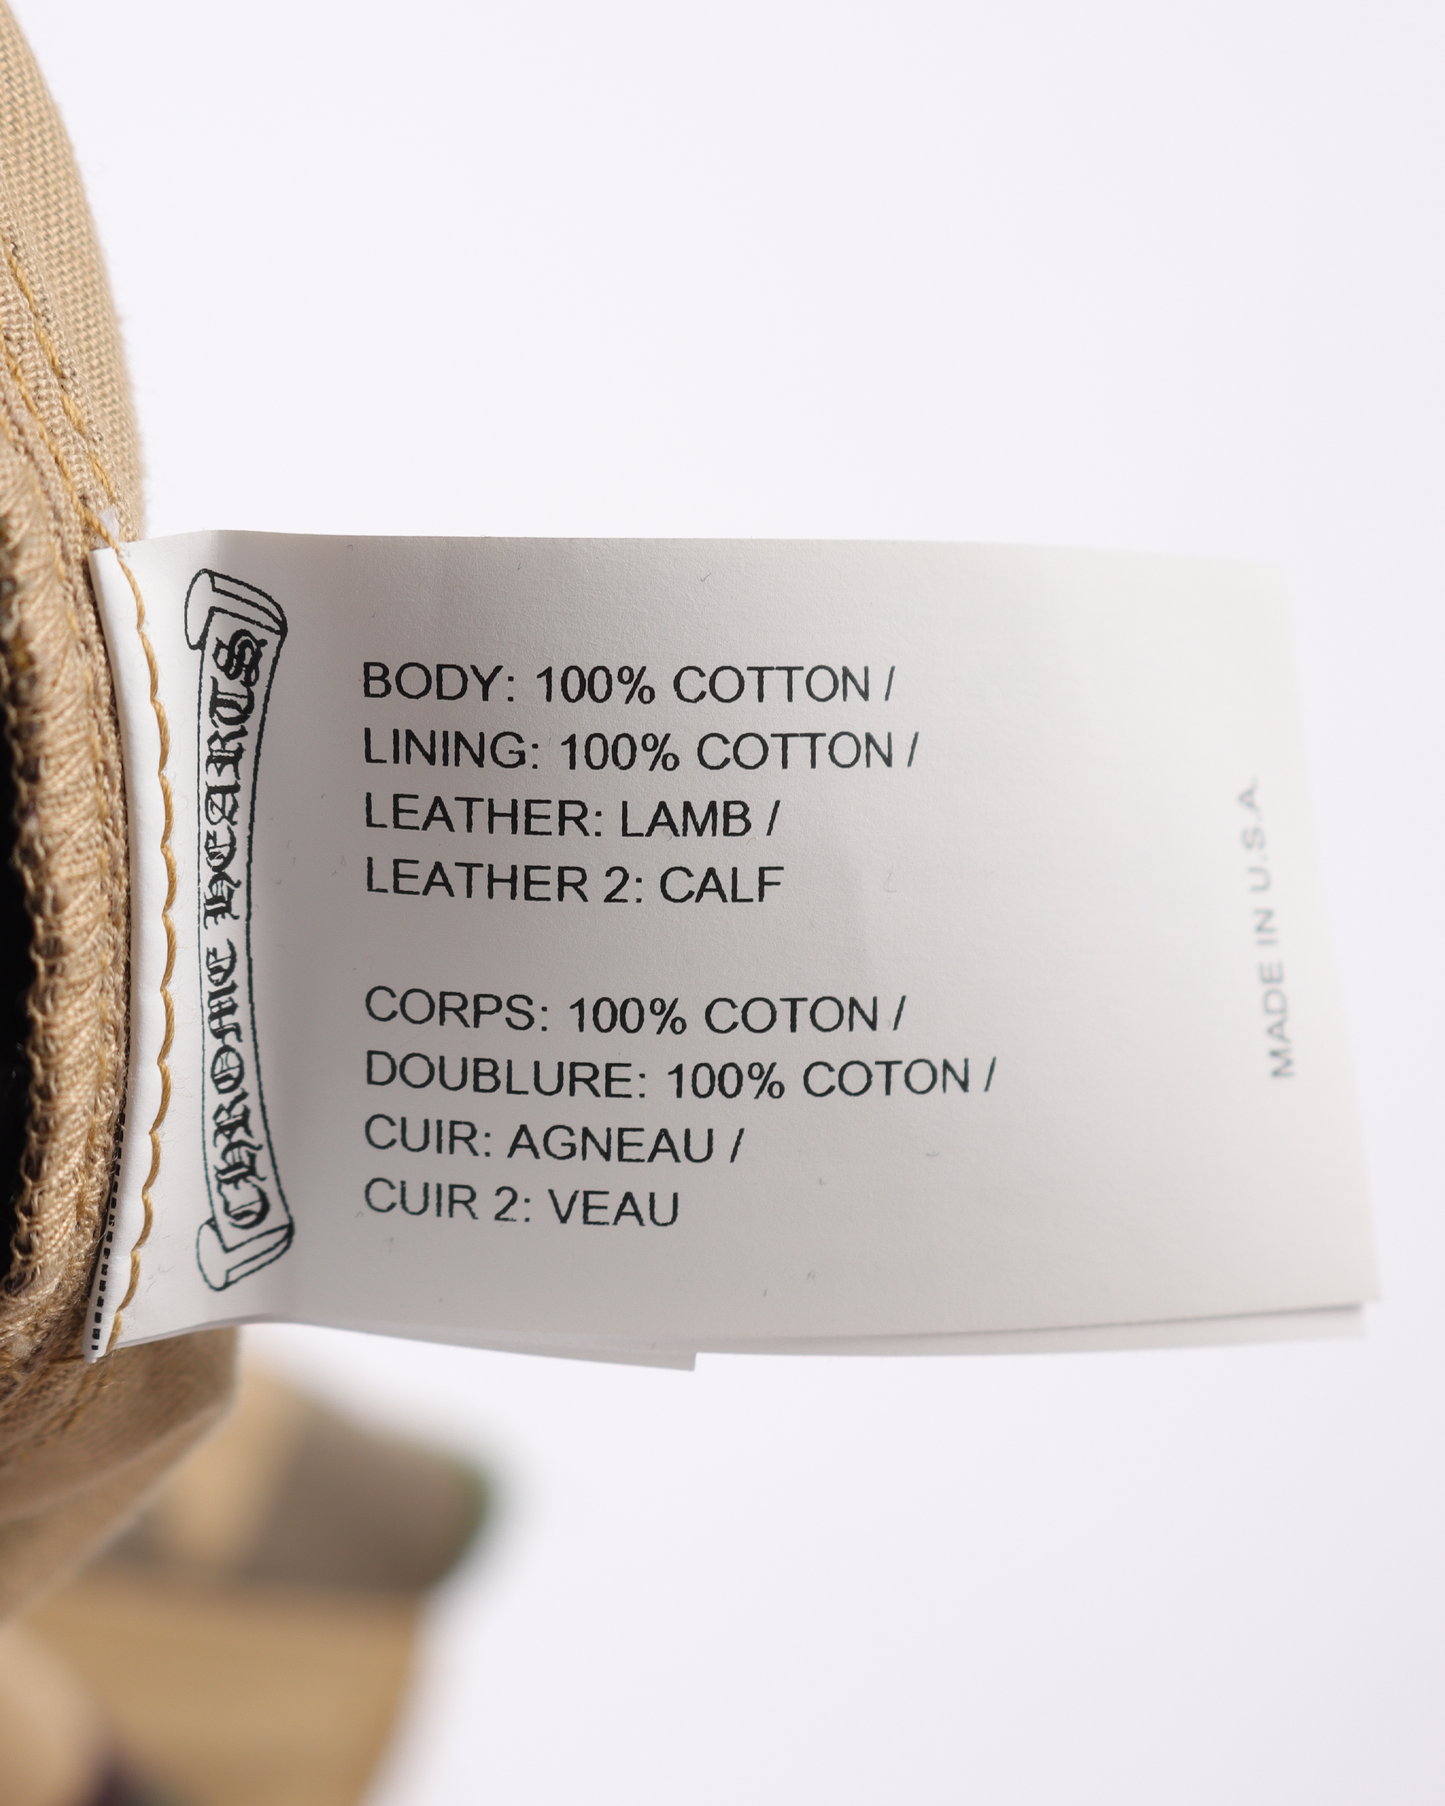 CHROME HEARTS
BODY: 100% COTTON /
LINING: 100% COTTON /
LEATHER: LAMB /
LEATHER 2: CALF
CORPS: 100% COTON /
DOUBLURE: 100% COTON /
CUIR: AGNEAU /
CUIR 2: VEAU
MADE IN U.S.A.